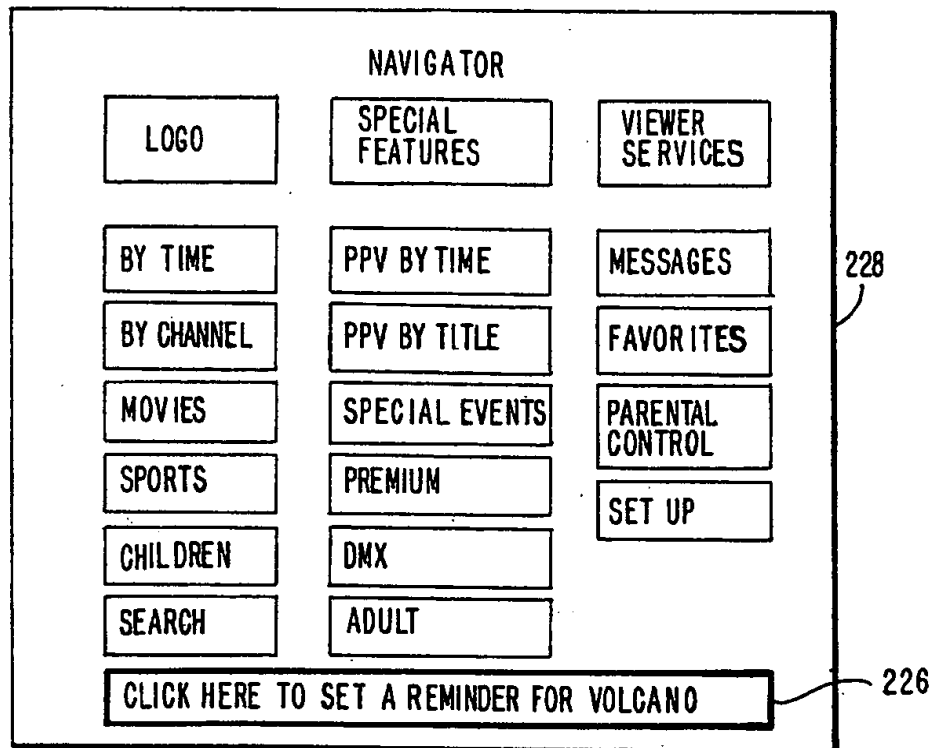 NAVIGATOR
LOGO
SPECIAL
FEATURES
VIEWER
SERVICES
BY TIME
PPV BY TIME
MESSAGES
228
BY CHANNEL
PPV BY TITLE
FAVORITES
MOVIES
SPECIAL EVENTS
PARENTAL
CONTROL
SPORTS
PREMIUM
SET UP
CHILDREN
DMX
SEARCH
ADULT
CLICK HERE TO SET A REMINDER FOR VOLCANO
226